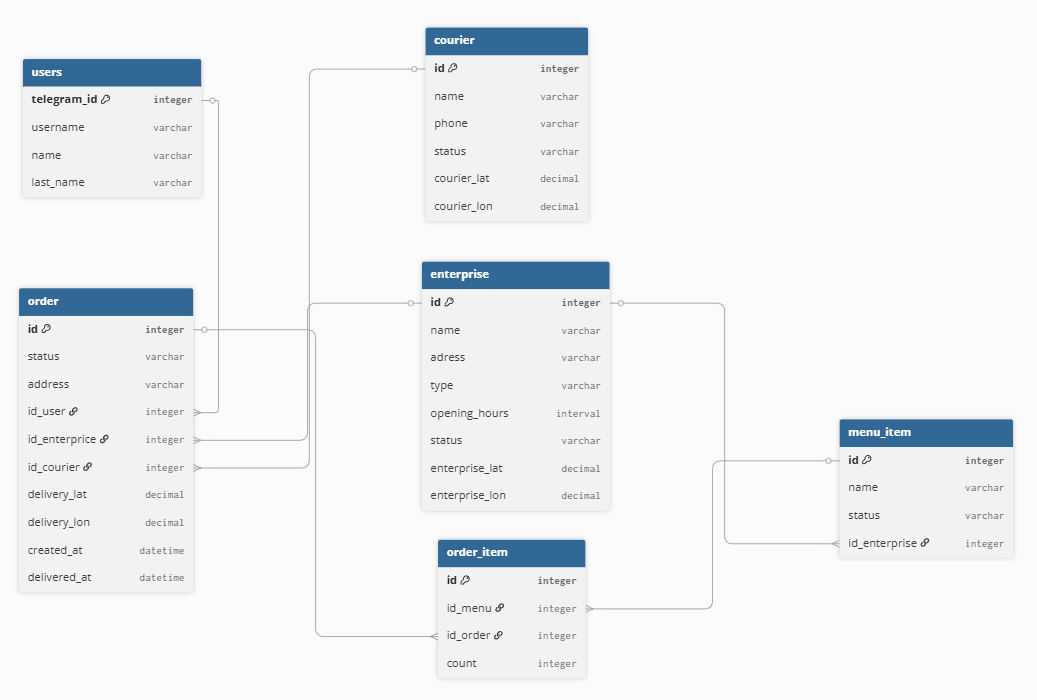 users
telegram_id integer
username varchar
name varchar
last_name varchar
courier
id integer
name varchar
phone varchar
status varchar
courier_lat decimal
courier_lon decimal
order
id integer
status varchar
address varchar
id_user integer
id_enterprice integer
id_courier integer
delivery_lat decimal
delivery_lon decimal
created_at datetime
delivered_at datetime
enterprise
id integer
name varchar
adress varchar
type varchar
opening_hours interval
status varchar
enterprise_lat decimal
enterprise_lon decimal
menu_item
id integer
name varchar
status varchar
id_enterprise integer
order_item
id integer
id_menu integer
id_order integer
count integer